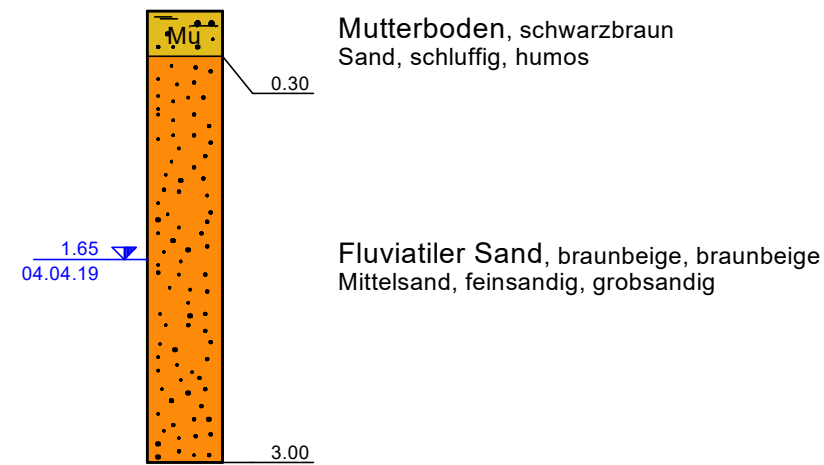 Mu
Mutterboden, schwarzbraun
Sand, schluffig, humos
0.30
1.65
04.04.19
Fluviatiler Sand, braunbeige, braunbeige
Mittelsand, feinsandig, grobsandig
3.00